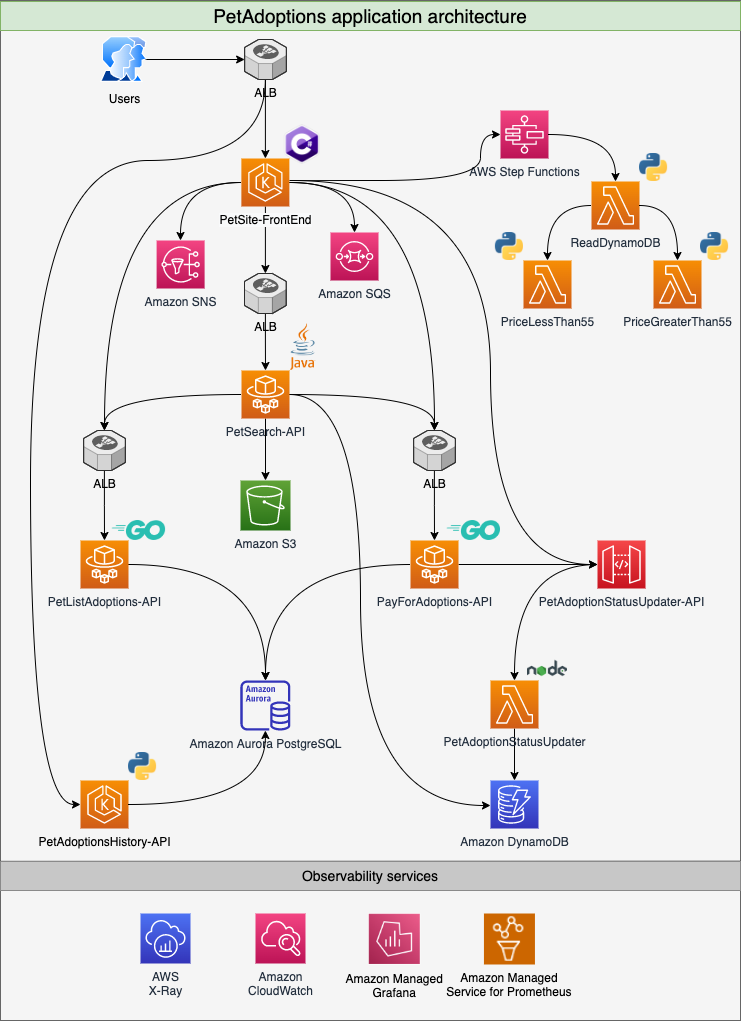 PetAdoptions application architecture
Users
ALB
PetSite-FrontEnd
AWS Step Functions
ReadDynamoDB
Amazon SNS
Amazon SQS
PriceLessThan55
PriceGreaterThan55
ALB
Java
PetSearch-API
ALB
ALB
Amazon S3
GO
GO
PetListAdoptions-API
PayForAdoptions-API
PetAdoptionStatusUpdater-API
node
Amazon
Aurora
Amazon Aurora PostgreSQL
PetAdoptionStatusUpdater
PetAdoptionsHistory-API
Amazon DynamoDB
Observability services
AWS
X-Ray
Amazon
CloudWatch
Amazon Managed
Grafana
Amazon Managed
Service for Prometheus